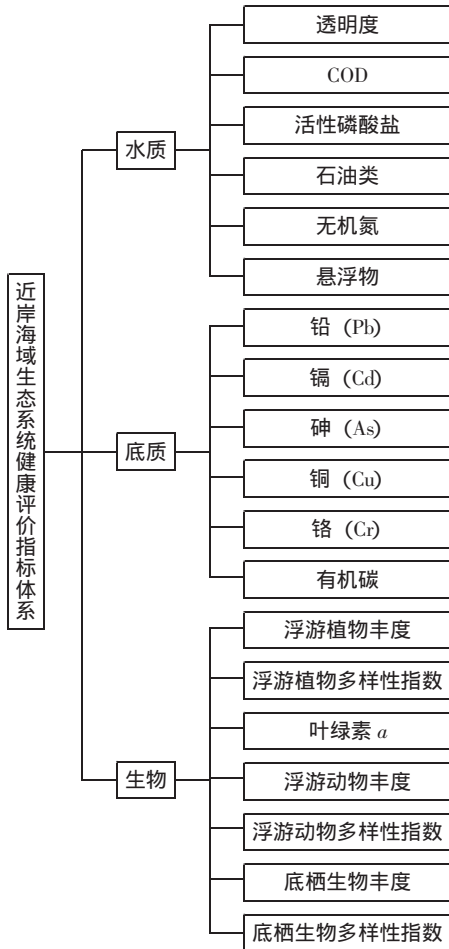 近岸海域生态系统健康评价指标体系
水质
透明度
COD
活性磷酸盐
石油类
无机氮
悬浮物
底质
铅 (Pb)
镉 (Cd)
砷 (As)
铜 (Cu)
铬 (Cr)
有机碳
生物
浮游植物丰度
浮游植物多样性指数
叶绿素 a
浮游动物丰度
浮游动物多样性指数
底栖生物丰度
底栖生物多样性指数